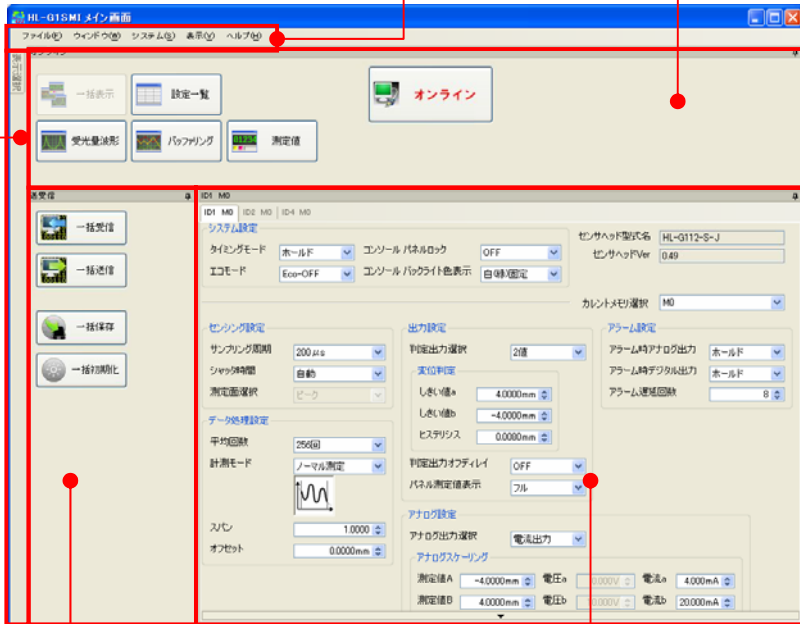 HL-G1SMI メイン画面
ファイル(F) ウィンドウ(W) システム(S) 表示(V) ヘルプ(H)
表示選択
一括表示
設定一覧
オンライン
受光量波形
バッファリング
測定値
送受信
一括受信
一括送信
一括保存
一括初期化
ID1 M0
ID1 M0 ID2 M0 ID4 M0
システム設定
タイミングモード ホールド コンソール パネルロック OFF
エコモード Eco-OFF コンソール バックライト色表示
センサヘッド型式名 HL-G112-S-J
センサヘッドVer 0.49
カレントメモリ選択 M0
センシング設定
サンプリング周期 200μs
シャッタ時間 自動
測定面選択 ピーク
データ処理設定
平均回数 256回
計測モード ノーマル測定
スパン 1.0000
オフセット 0.0000mm
出力設定
判定出力選択 2値
変位判定
しきい値a 4.0000mm
しきい値b -4.0000mm
ヒステリシス 0.0080mm
判定出力オフディレイ OFF
パネル測定値表示 フル
アナログ設定
アナログ出力選択 電流出力
アナログスケーリング
測定値A -4.0000mm 電圧a 電流a 4.000mA
測定値B 4.0000mm 電圧b 電流b 20.000mA
アラーム設定
アラーム時アナログ出力 ホールド
アラーム時デジタル出力 ホールド
アラーム遅延回数 8